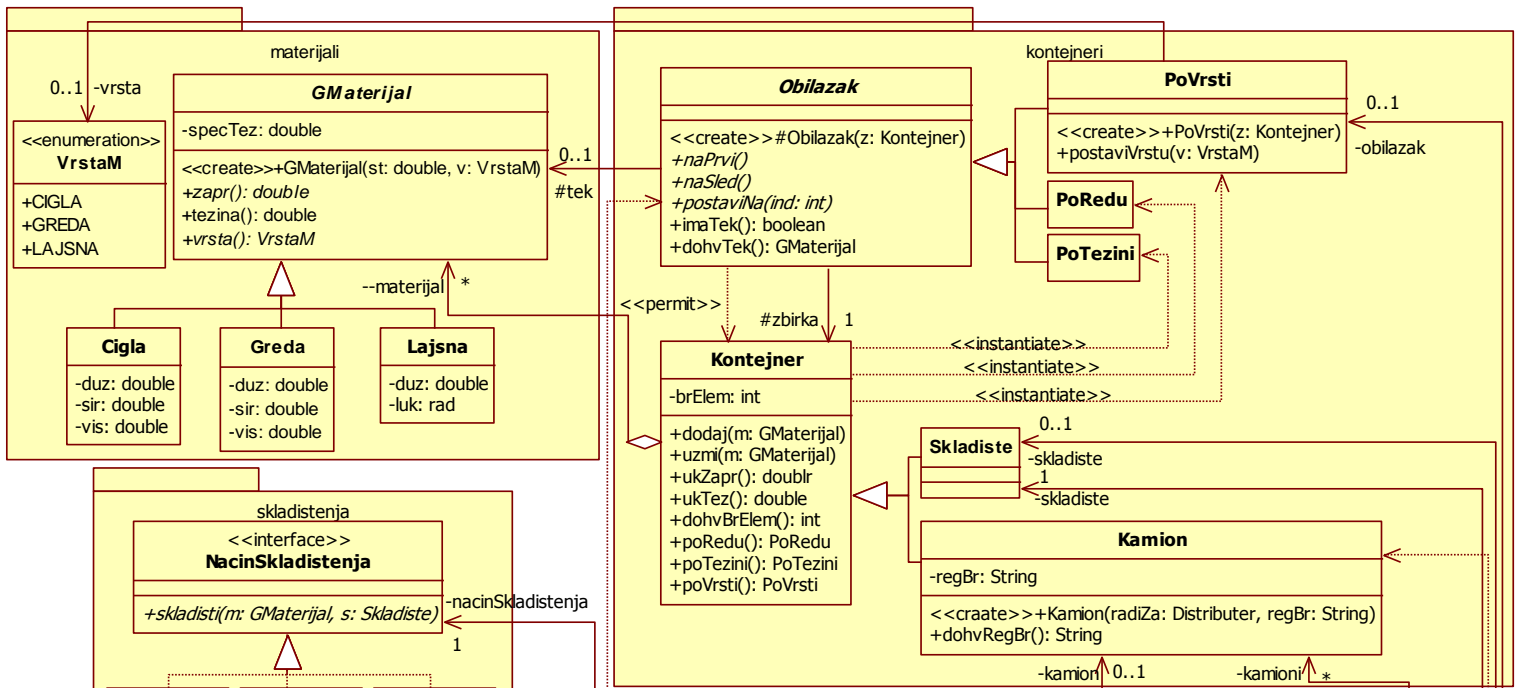 materijali
0..1 -vrsta
<<enumeration>>
VrstaM
+CIGLA
+GREDA
+LAJSNA
GMaterijal
-specTez: double
<<create>>+GMaterijal(st: double, v: VrstaM)
+zapr(): double
+tezina(): double
+vrsta(): VrstaM
0..1
#tek
--materijal *
Cigla
-duz: double
-sir: double
-vis: double
Greda
-duz: double
-sir: double
-vis: double
Lajsna
-duz: double
-luk: rad
skladistenja
<<interface>>
NacinSkladistenja
+skladisti(m: GMaterijal, s: Skladiste)
-nacinSkladistenja
1
kontejneri
Obilazak
<<create>>#Obilazak(z: Kontejner)
+naPrvi()
+naSled()
+postaviNa(ind: int)
+imaTek(): boolean
+dohvTek(): GMaterijal
PoVrsti
<<create>>+PoVrsti(z: Kontejner)
+postaviVrstu(v: VrstaM)
0..1
-obilazak
PoRedu
PoTezini
<<permit>>
#zbirka 1
<<instantiate>>
<<instantiate>>
<<instantiate>>
Kontejner
-brElem: int
+dodaj(m: GMaterijal)
+uzmi(m: GMaterijal)
+ukZapr(): doublr
+ukTez(): double
+dohvBrElem(): int
+poRedu(): PoRedu
+poTezini(): PoTezini
+poVrsti(): PoVrsti
Skladiste
0..1
-skladiste
1
-skladiste
Kamion
-regBr: String
<<craate>>+Kamion(radiZa: Distributer, regBr: String)
+dohvRegBr(): String
-kamion 0..1
-kamioni *